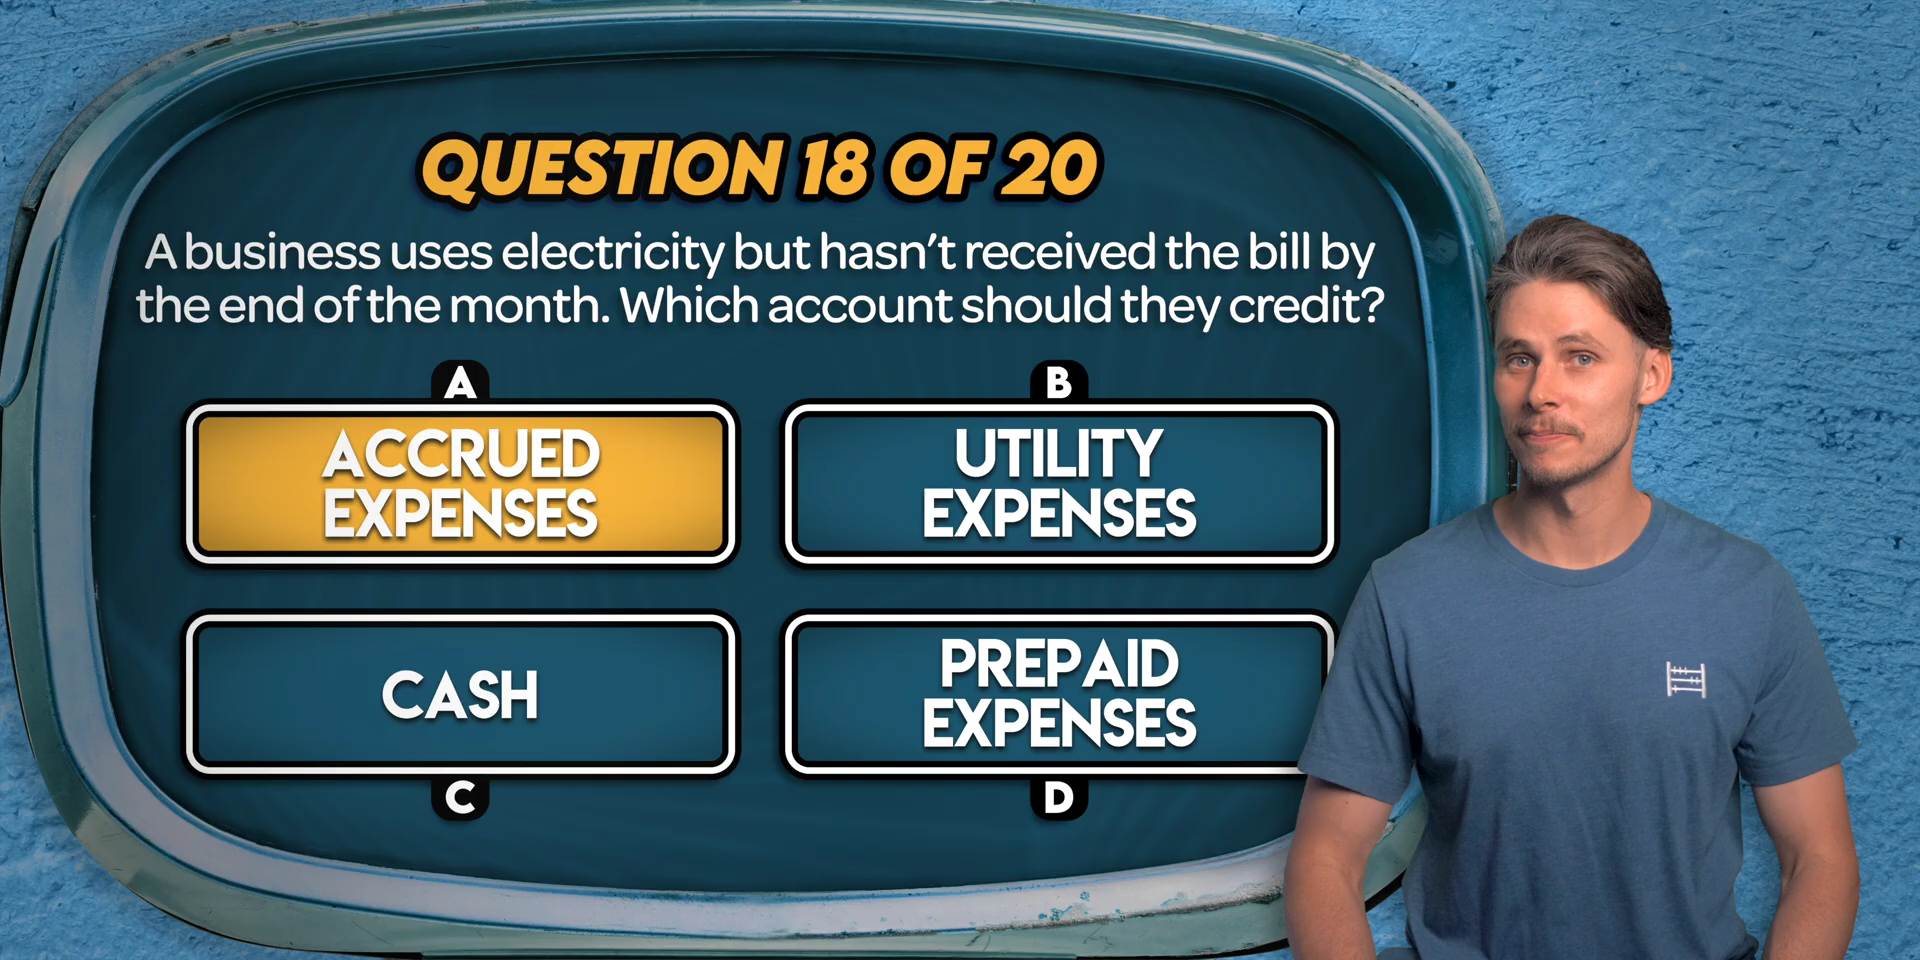 QUESTION 18 OF 20
A business uses electricity but hasn't received the bill by
the end of the month. Which account should they credit?
A
ACCRUED
EXPENSES
B
UTILITY
EXPENSES
CASH
C
PREPAID
EXPENSES
D